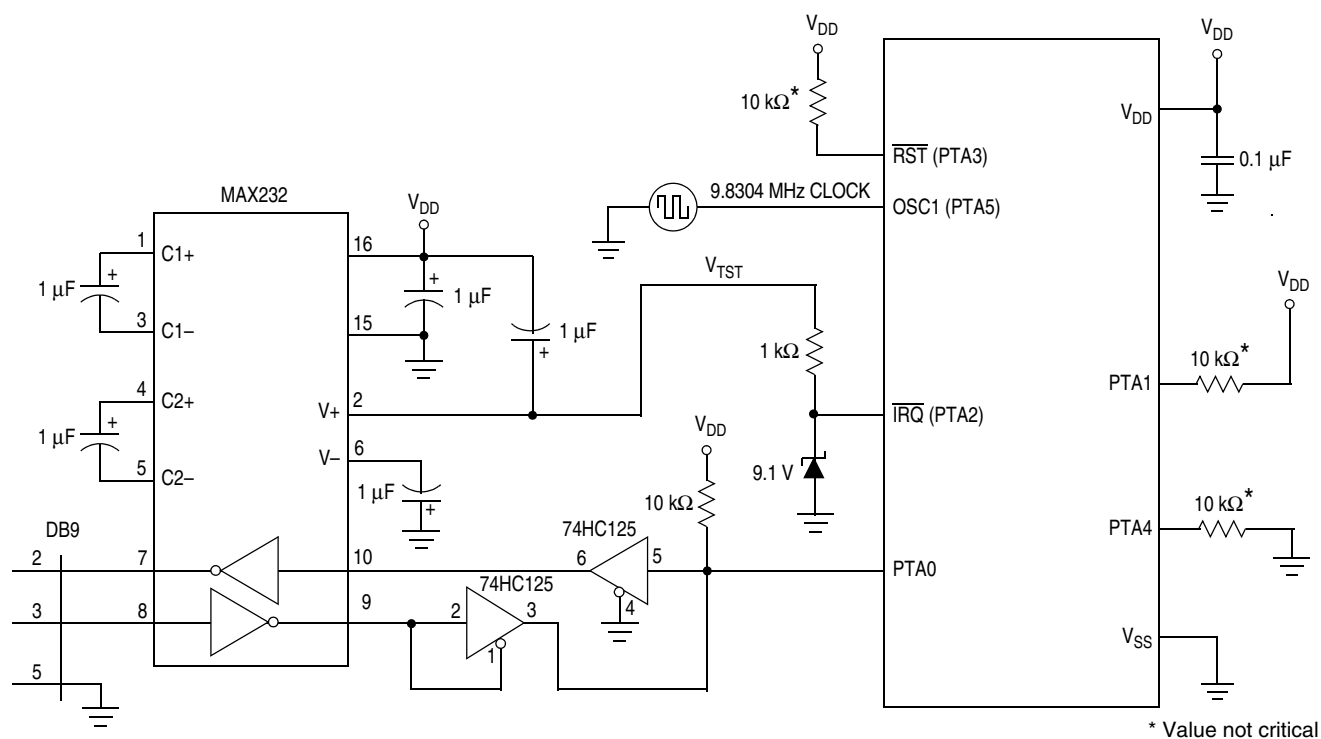 VDD
VDD
10 kΩ*
VDD
RST (PTA3)
0.1 μF
9.8304 MHz CLOCK
OSC1 (PTA5)
MAX232
VDD
1
C1+
16
+
1 μF
+
1 μF
3
C1–
15
1 μF
+
VTST
1 kΩ
VDD
10 kΩ*
PTA1
4
C2+
+
1 μF
5
C2–
V+
2
V–
6
1 μF
+
IRQ (PTA2)
VDD
9.1 V
10 kΩ
10 kΩ*
PTA4
DB9
74HC125
2
7
10
6
5
4
PTA0
74HC125
3
8
9
2
3
1
5
VSS
* Value not critical